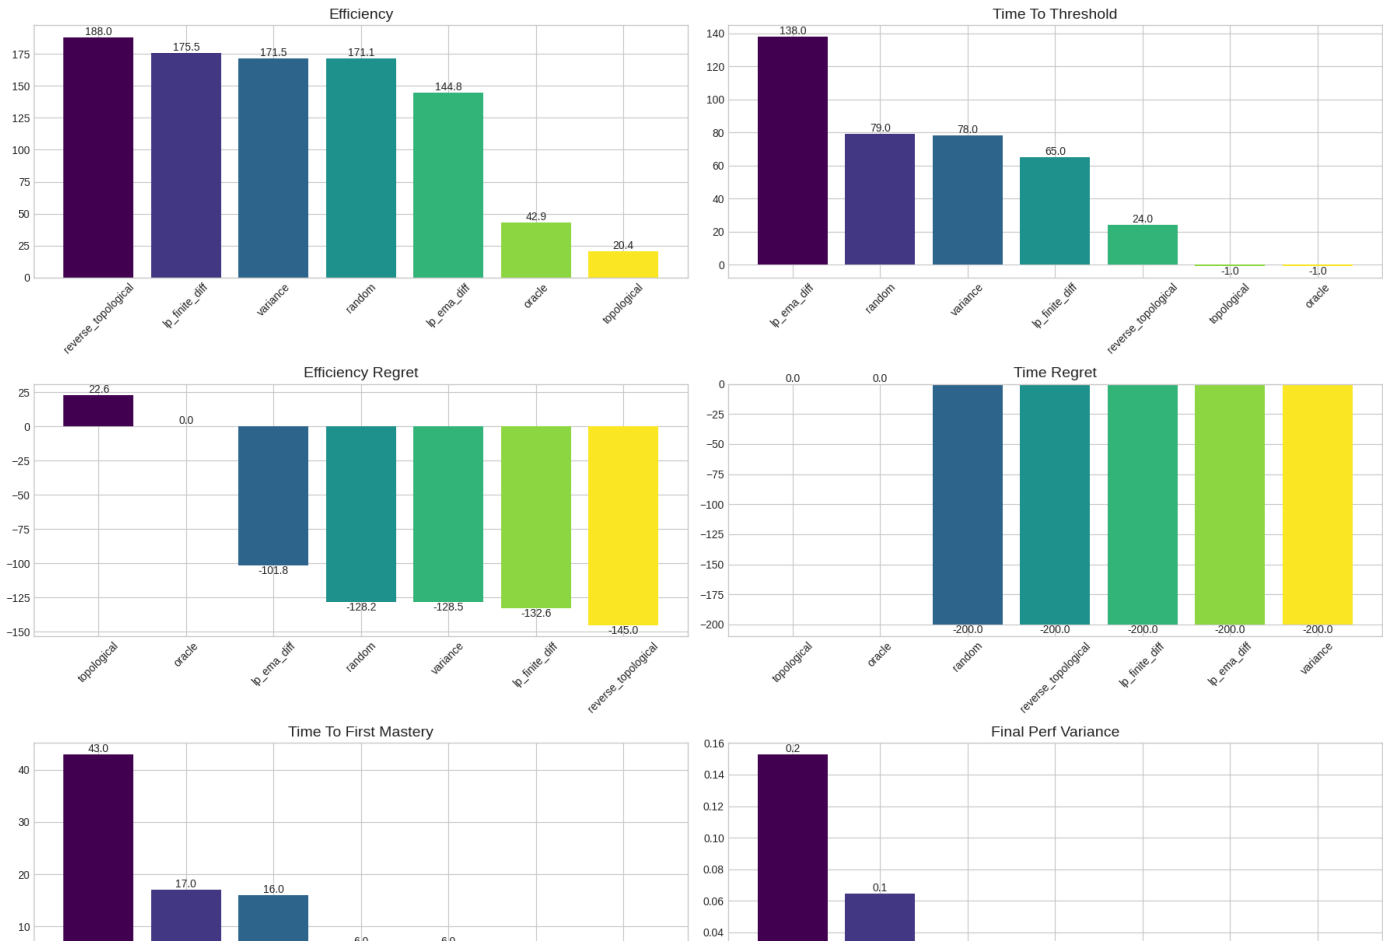 Efficiency
188.0
175.5
171.5
171.1
144.8
42.9
20.4
175
150
125
100
75
50
25
0
reverse_topological
lp_finite_diff
variance
random
lp_ema_diff
oracle
topological
Time To Threshold
138.0
79.0
78.0
65.0
24.0
-1.0
-1.0
140
120
100
80
60
40
20
0
lp_ema_diff
random
variance
lp_finite_diff
reverse_topological
topological
oracle
Efficiency Regret
22.6
0.0
-101.8
-128.2
-128.5
-132.6
-145.0
25
0
−25
−50
−75
−100
−125
−150
topological
oracle
lp_ema_diff
random
variance
lp_finite_diff
reverse_topological
Time Regret
0.0
0.0
-200.0
-200.0
-200.0
-200.0
-200.0
0
−25
−50
−75
−100
−125
−150
−175
−200
topological
oracle
random
reverse_topological
lp_finite_diff
lp_ema_diff
variance
Time To First Mastery
43.0
17.0
16.0
6.0
6.0
40
30
20
10
Final Perf Variance
0.2
0.1
0.16
0.14
0.12
0.10
0.08
0.06
0.04